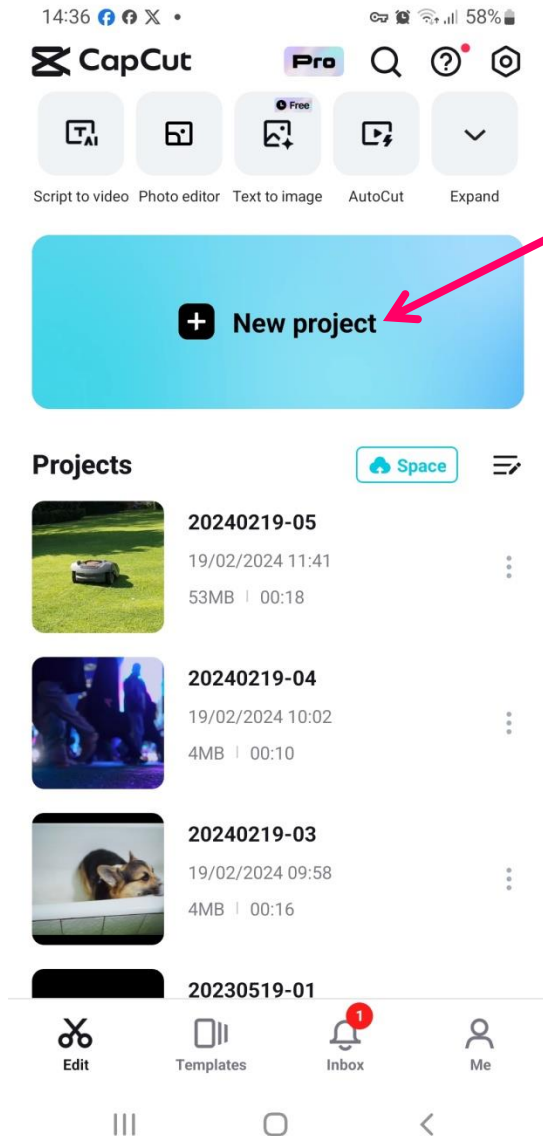 14:36
58%
CapCut
Pro
Free
TAI
Script to video
Photo editor
Text to image
AutoCut
Expand
New project
Projects
Space
20240219-05
19/02/2024 11:41
53MB | 00:18
20240219-04
19/02/2024 10:02
4MB | 00:10
20240219-03
19/02/2024 09:58
4MB | 00:16
20230519-01
1
Edit
Templates
Inbox
Me